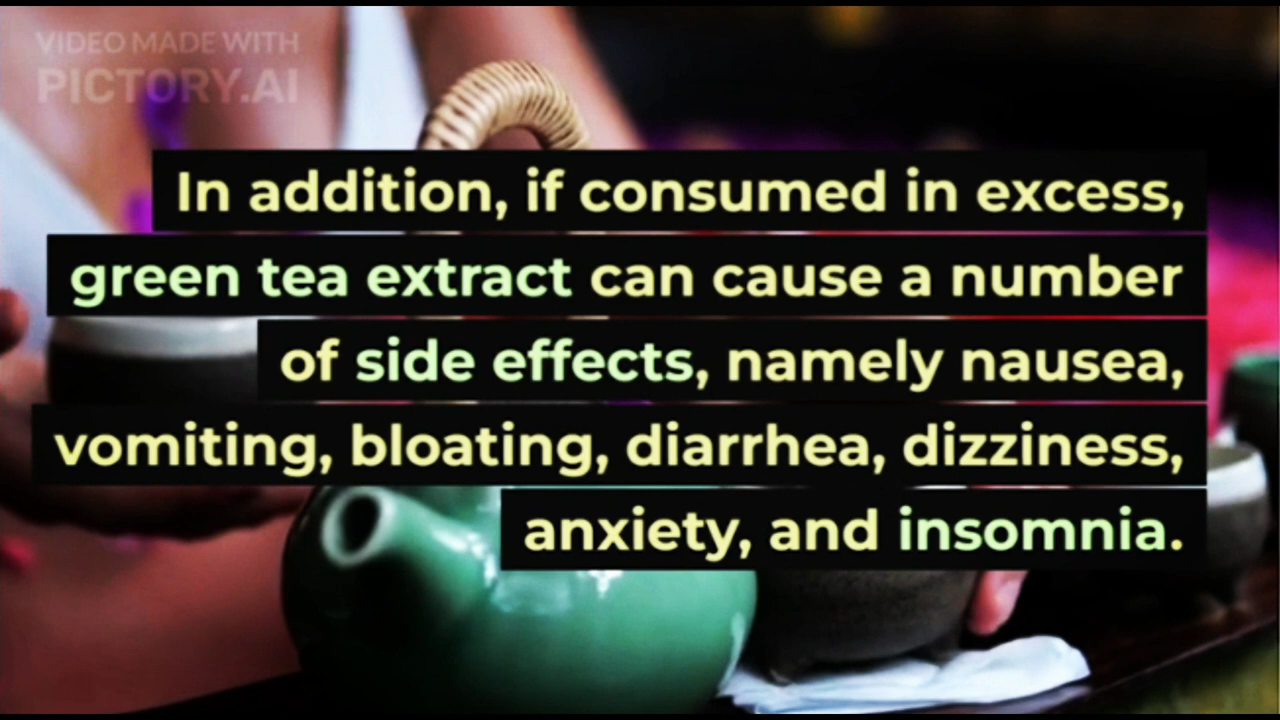 VIDEO MADE WITH
PICTORY.AI
In addition, if consumed in excess,
green tea extract can cause a number
of side effects, namely nausea,
vomiting, bloating, diarrhea, dizziness,
anxiety, and insomnia.